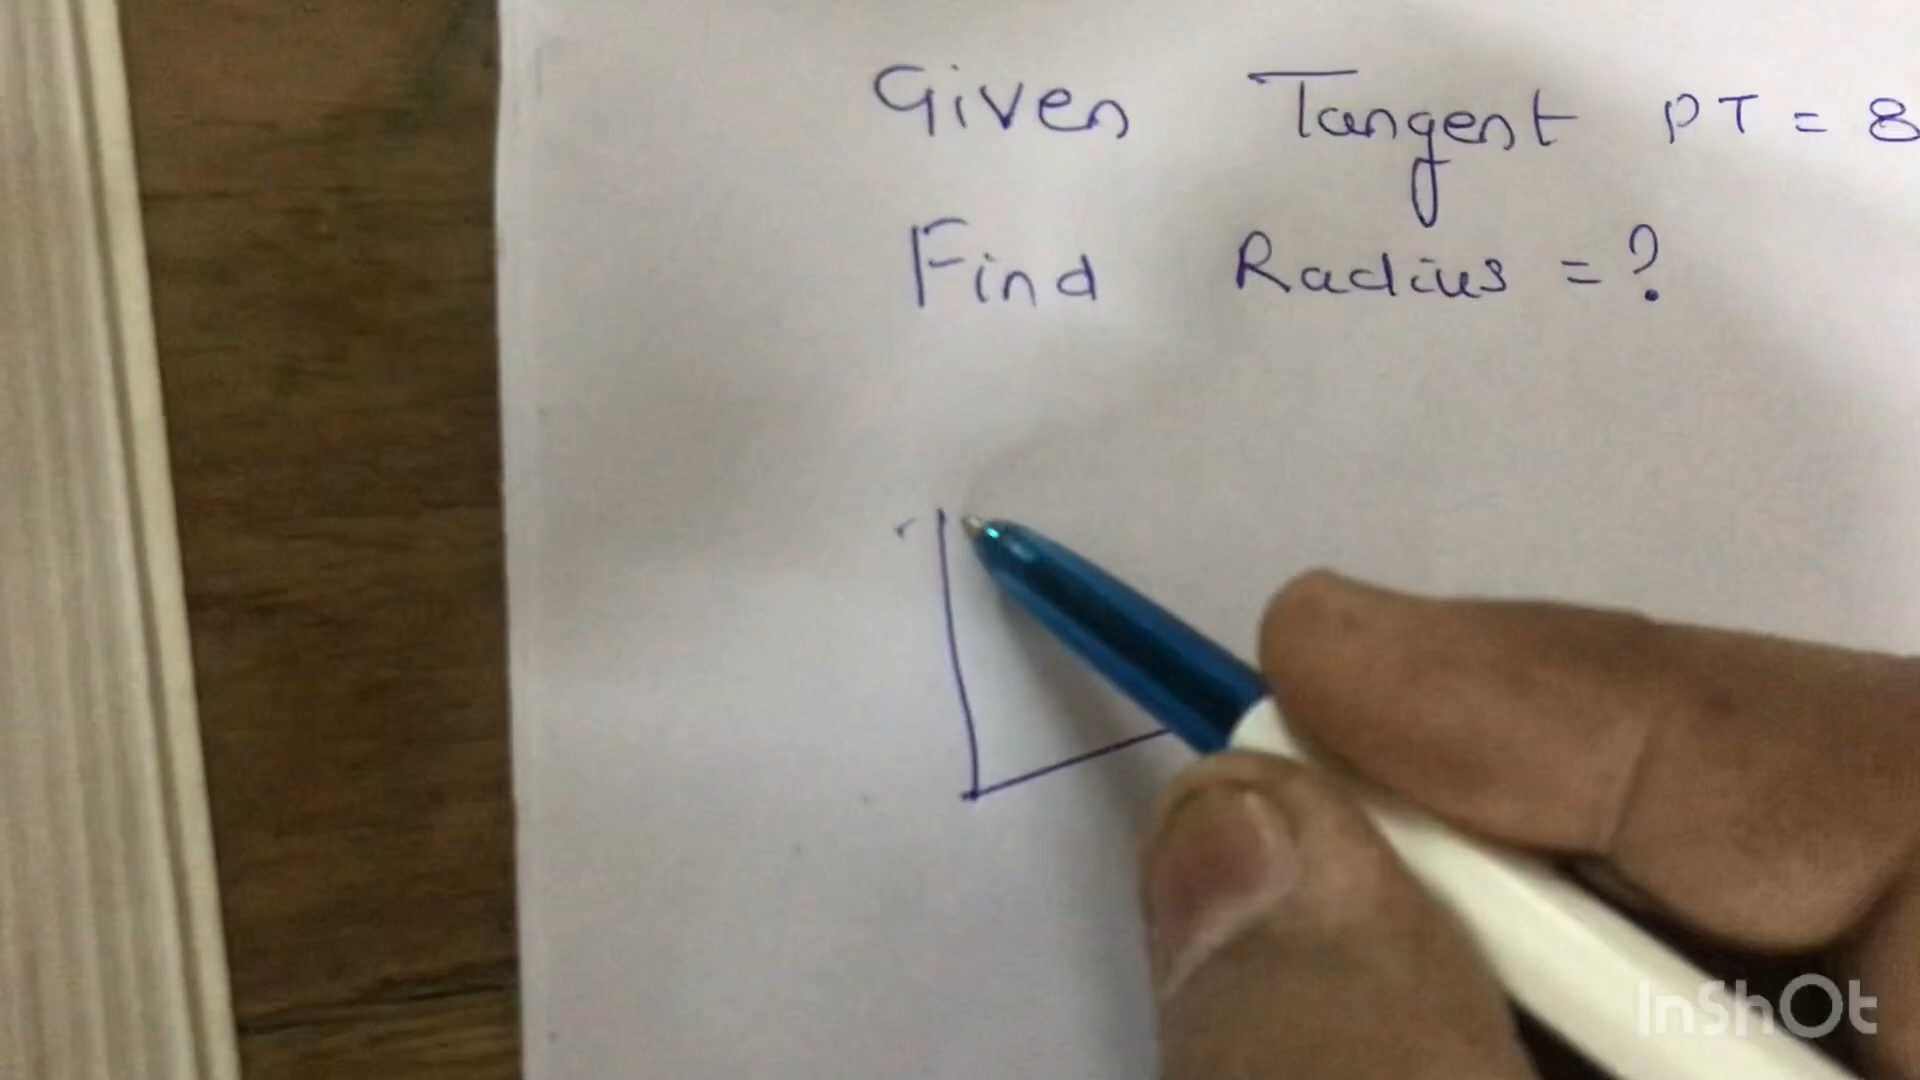 Given Tangent PT = 8
Find Radius = ?
InShOt